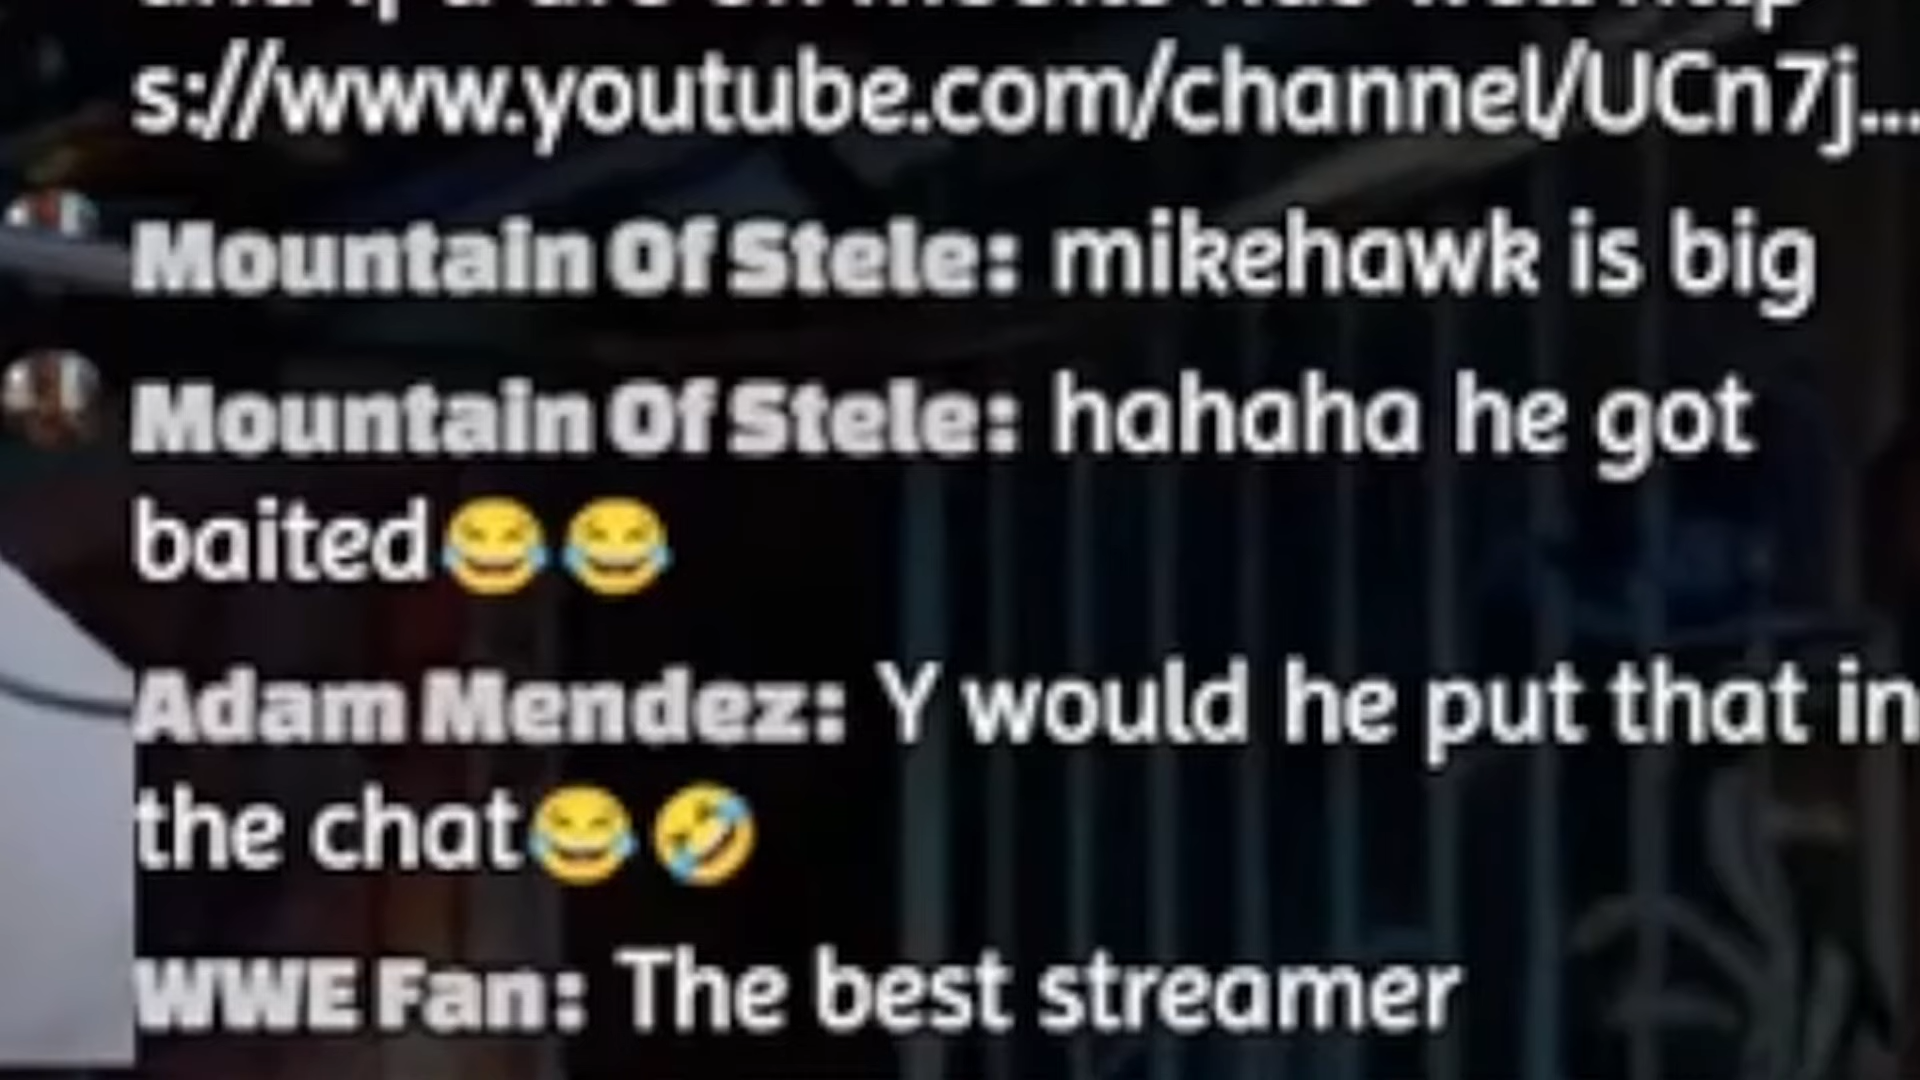 s://www.youtube.com/channel/UCn7j...
Mountain Of Stele: mikehawk is big
Mountain Of Stele: hahaha he got
baited😂😂
Adam Mendez: Y would he put that in
the chat😂🤣
WWE Fan: The best streamer